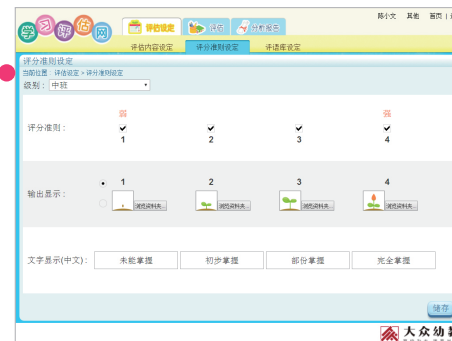 陈小文 其他 首页 |
学习评估网
评估设定 评估 分析报告
评估内容设定 评分准则设定 评语库设定
评分准则设定
当前位置：评估设定 > 评分准则设定
级别： 中班
弱 强
评分准则：
1 2 3 4
输出显示：
1 2 3 4
浏览资料夹... 浏览资料夹... 浏览资料夹... 浏览资料夹...
文字显示(中文)： 未能掌握 初步掌握 部份掌握 完全掌握
储存
大众幼教